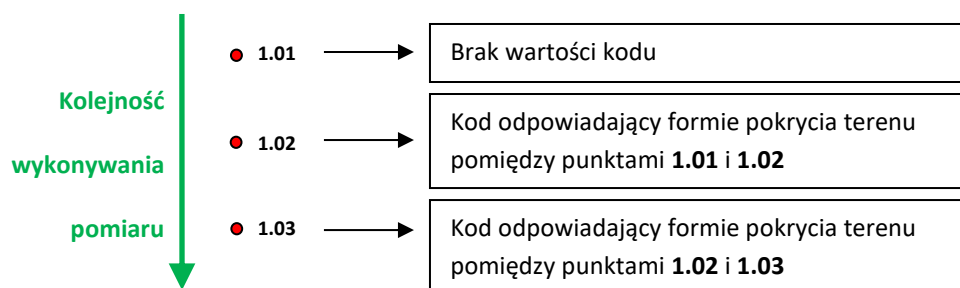 Kolejność
wykonywania
pomiaru
1.01
Brak wartości kodu
1.02
Kod odpowiadający formie pokrycia terenu
pomiędzy punktami 1.01 i 1.02
1.03
Kod odpowiadający formie pokrycia terenu
pomiędzy punktami 1.02 i 1.03